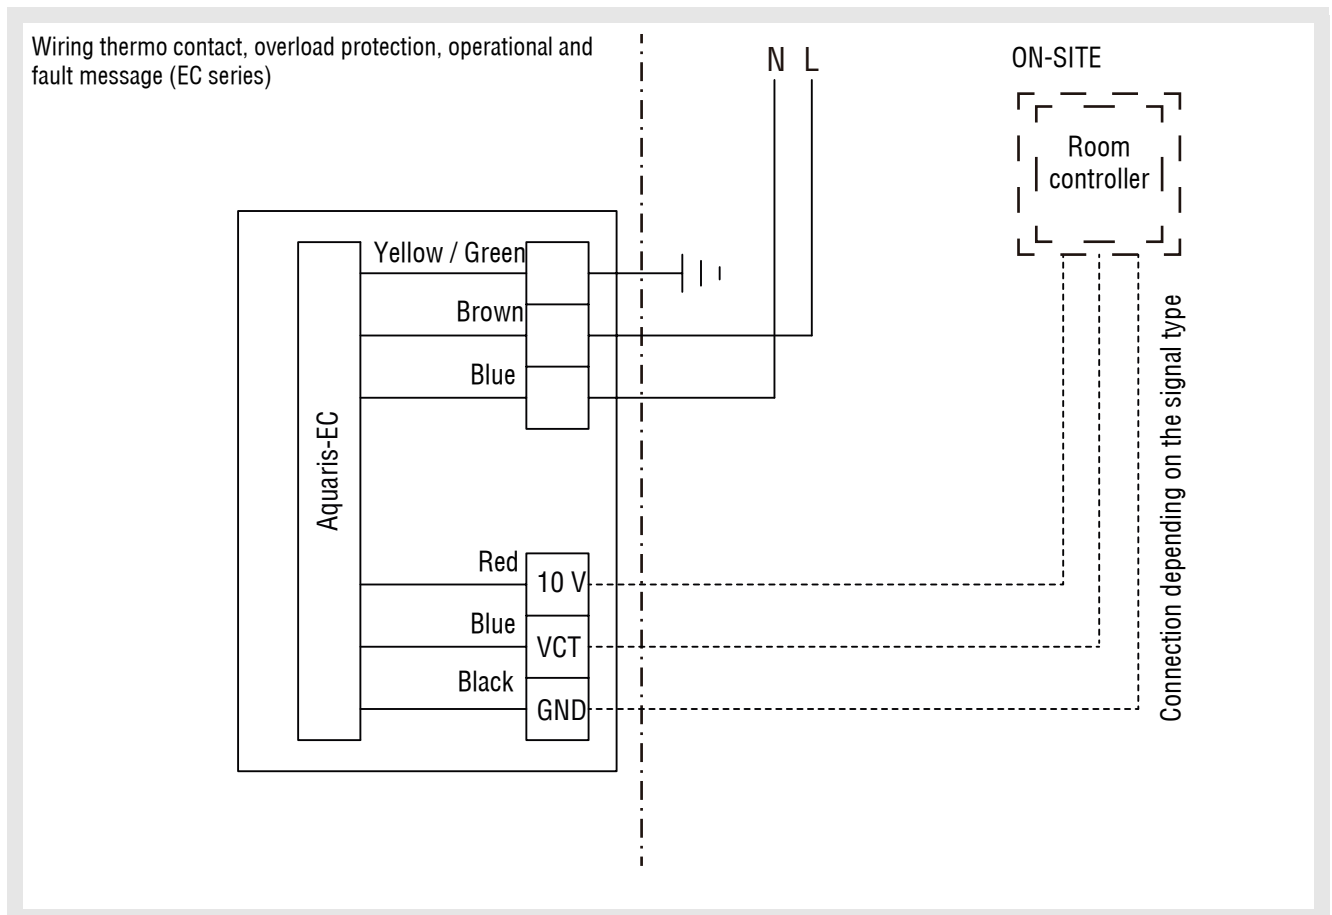 Wiring thermo contact, overload protection, operational and
fault message (EC series)
N L
ON-SITE
Room
controller
Yellow / Green
Brown
Blue
Aquaris-EC
Red
10 V
Blue
VCT
Black
GND
Connection depending on the signal type